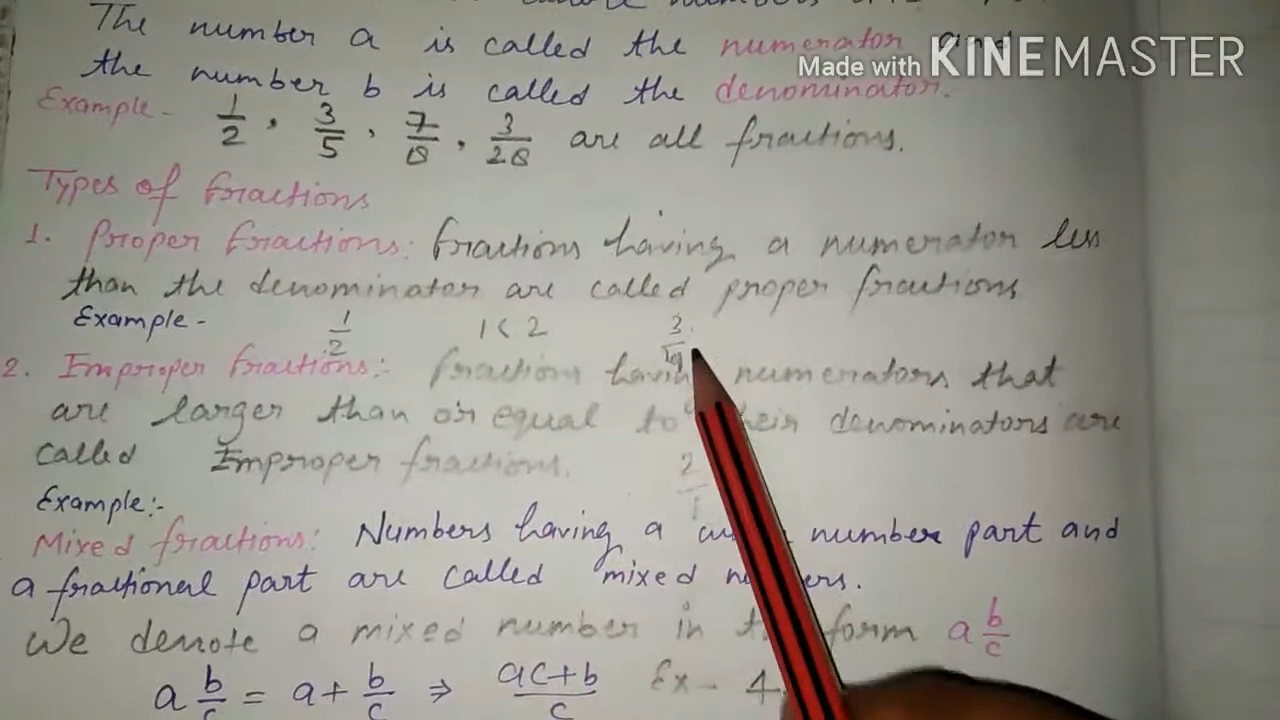 The number a is called the numerator and
Made with KINEMASTER
the number b is called the denominator.
Example - 1/2, 3/5, 7/8, 3/28 are all fractions.
Types of fractions
1. Proper fractions: fractions having a numerator less
than the denominator are called proper fractions
Example - 1/2 1 < 2
2. Improper fractions:- fractions having numerators that
are larger than or equal to their denominators are
called Improper fractions.
2/1
Example:-
Mixed fractions: Numbers having a number part and
a fractional part are called mixed numbers.
We denote a mixed number in form a b/c
a b/c = a + b/c ⇒ ac+b/c Ex - 4